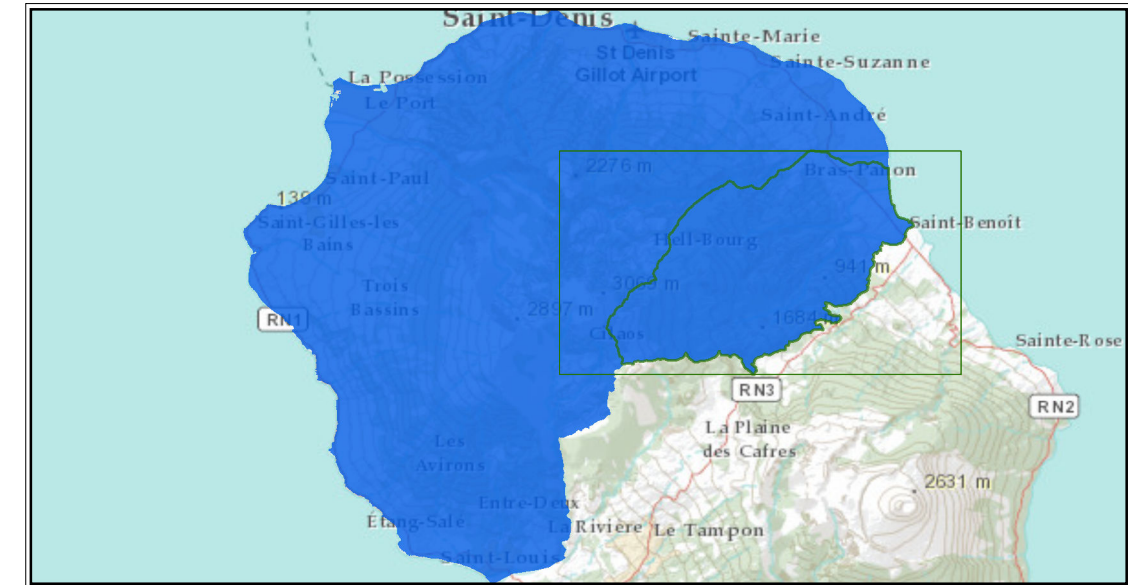 Saint-Denis
Sainte-Marie
St Denis
Gillot Airport
Sainte-Suzanne
La Possession
Le Port
Saint-André
2276 m
Bras-Panon
Saint-Paul
139 m
Saint-Gilles-les
Bains
Saint-Benoît
Hell-Bourg
941 m
3069 m
Trois
Bassins
2897 m
1684 m
RN1
Cilaos
Sainte-Rose
RN3
RN2
La Plaine
des Cafres
Les
Avirons
2631 m
Entre-Deux
Étang-Salé
La Rivière
Le Tampon
Saint-Louis